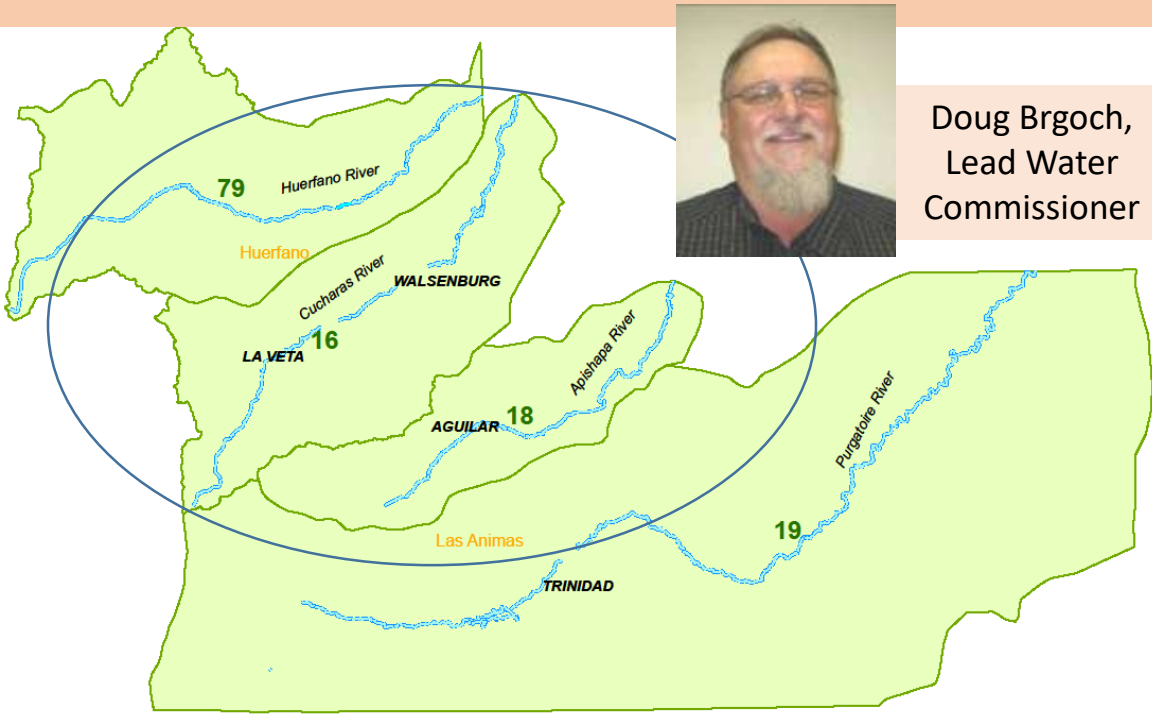 Doug Brgoch,
Lead Water
Commissioner
79
Huerfano River
Huerfano
Cucharas River
WALSENBURG
16
LA VETA
Apishapa River
18
AGUILAR
Purgatoire River
19
Las Animas
TRINIDAD